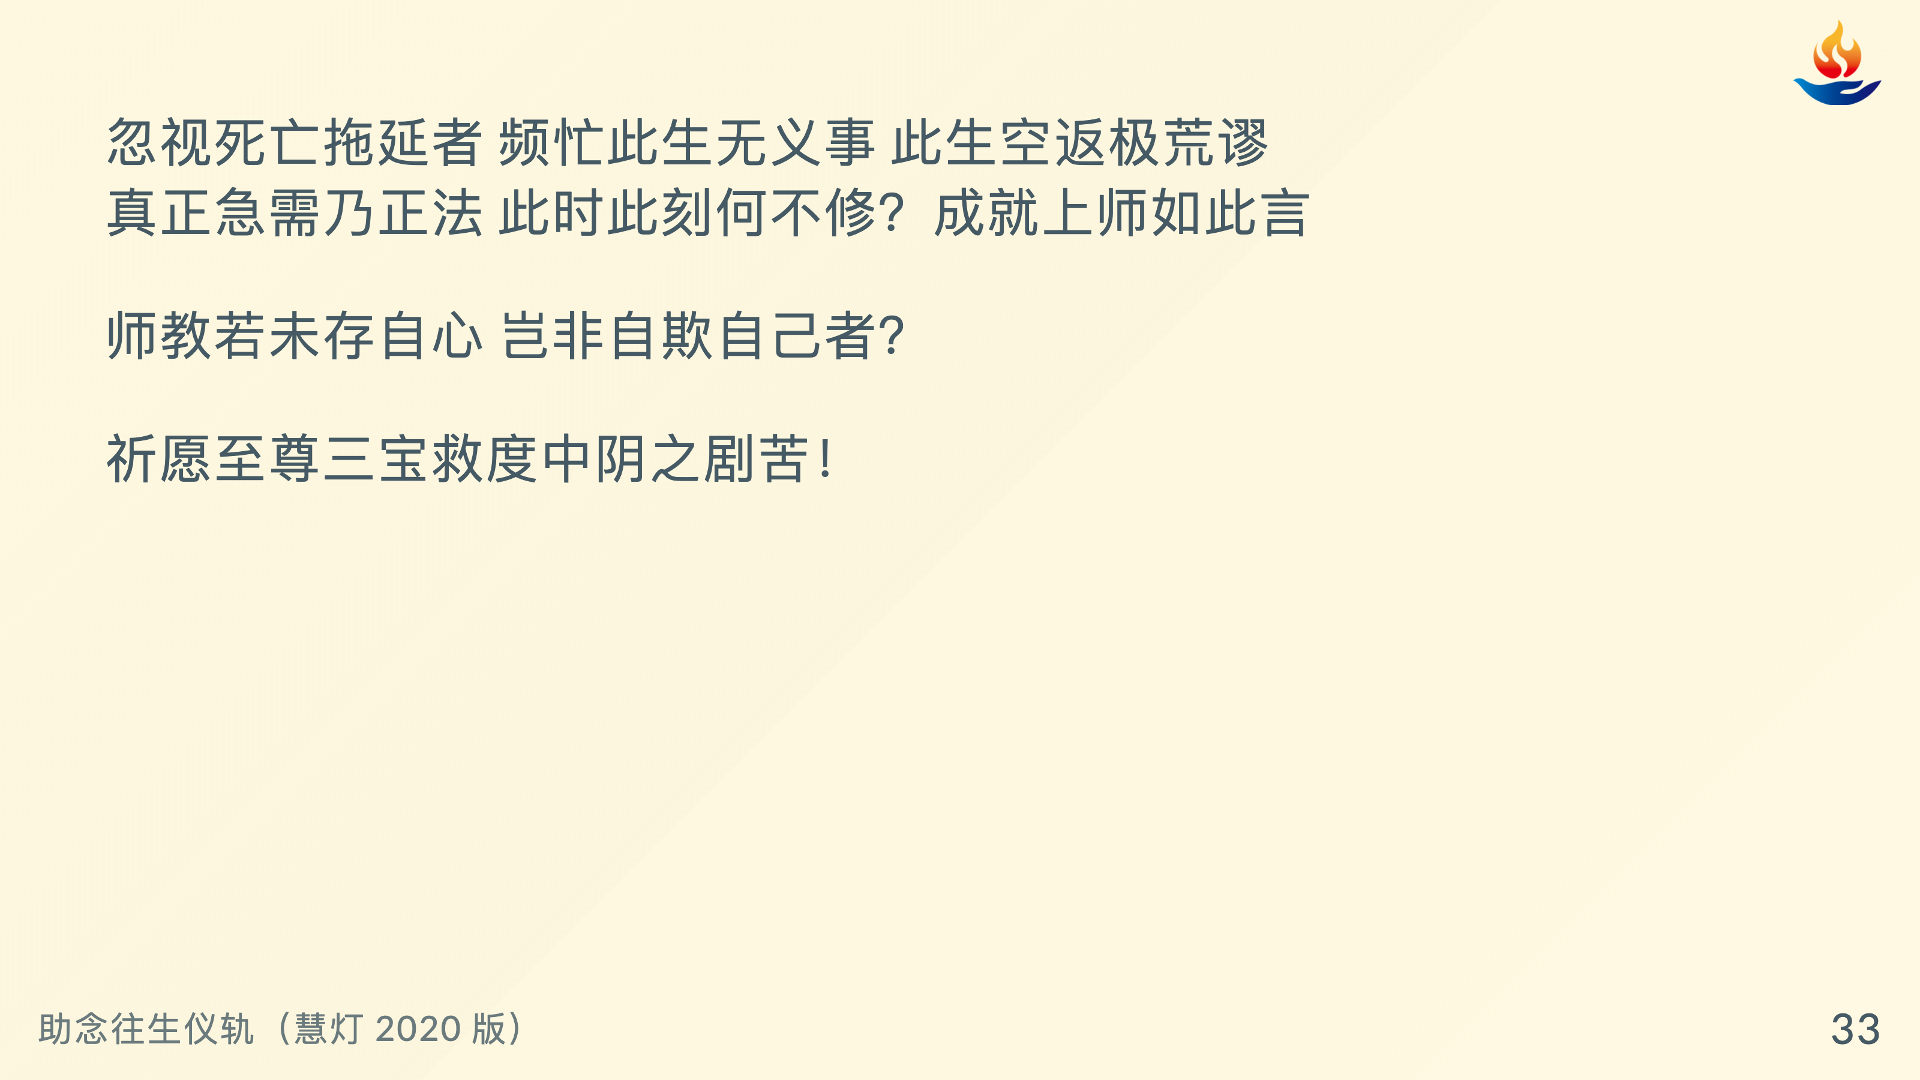 忽视死亡拖延者 频忙此生无义事 此生空返极荒谬
真正急需乃正法 此时此刻何不修？成就上师如此言
师教若未存自心 岂非自欺自己者？
祈愿至尊三宝救度中阴之剧苦！
助念往生仪轨（慧灯 2020 版）
33